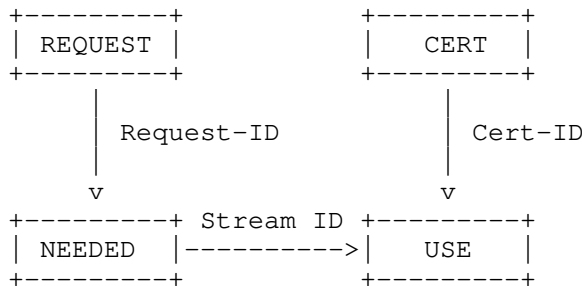 +---------+           +---------+
| REQUEST |           |   CERT  |
+---------+           +---------+
     |                     |
     | Request-ID          | Cert-ID
     |                     |
     v                     v
+---------+ Stream ID +---------+
| NEEDED  |---------->|   USE   |
+---------+           +---------+